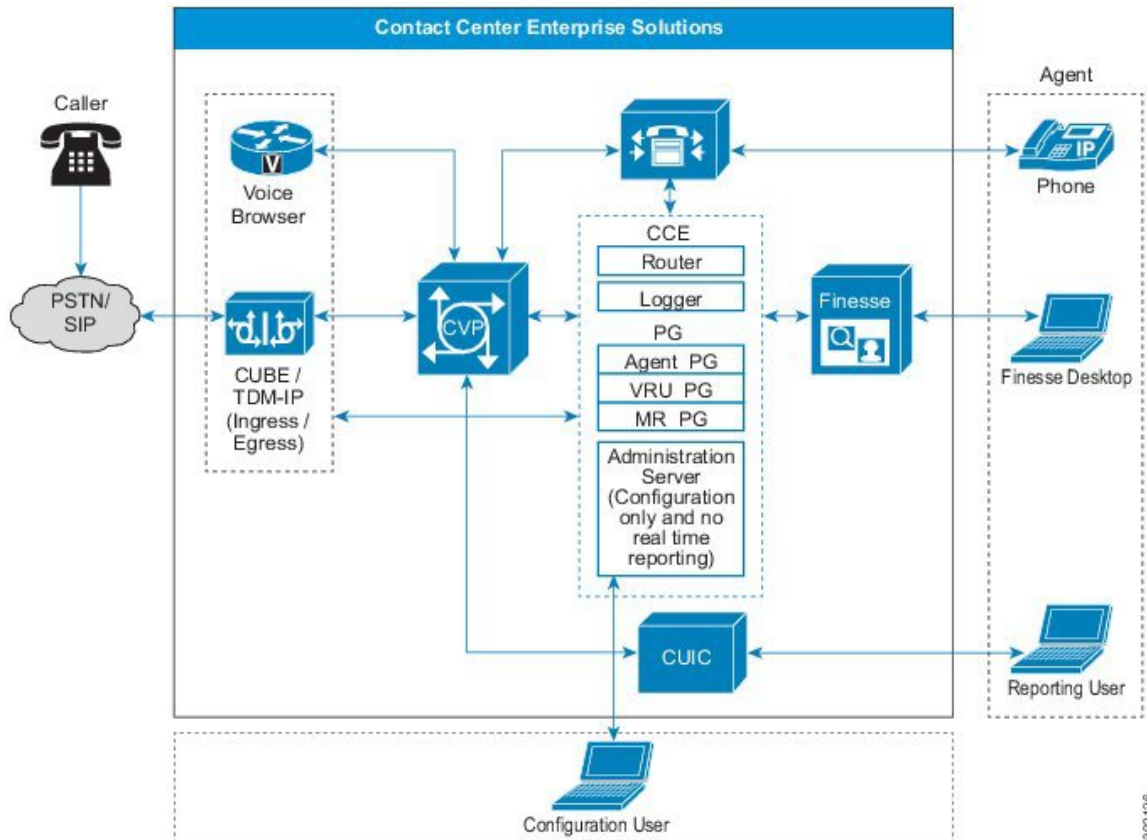 Contact Center Enterprise Solutions
Caller
PSTN/
SIP
V
Voice
Browser
CUBE /
TDM-IP
(Ingress /
Egress)
CVP
CCE
Router
Logger
PG
Agent PG
VRU PG
MR PG
Administration
Server
(Configuration
only and no
real time
reporting)
Finesse
CUIC
Agent
IP
Phone
Finesse Desktop
Reporting User
Configuration User